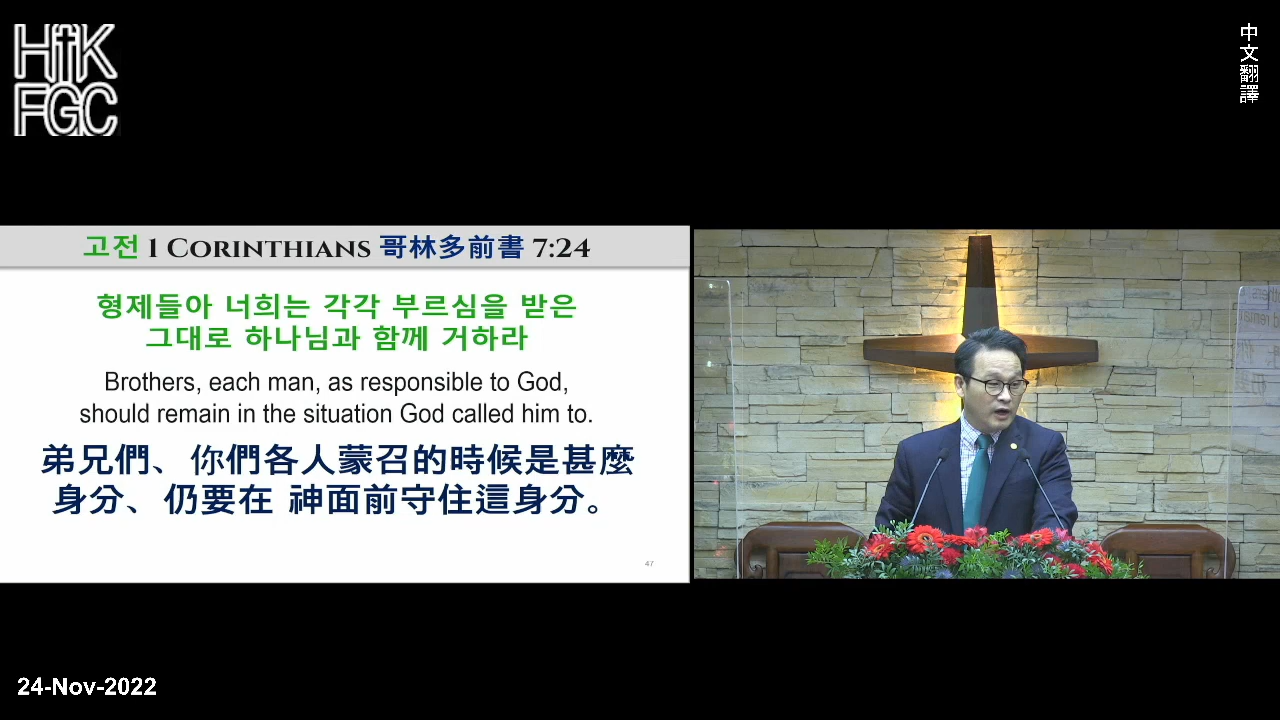 HKFGC
中文翻譯
고전 1 CORINTHIANS 哥林多前書 7:24
형제들아 너희는 각각 부르심을 받은
그대로 하나님과 함께 거하라
Brothers, each man, as responsible to God,
should remain in the situation God called him to.
弟兄們、你們各人蒙召的時候是甚麼
身分、仍要在 神面前守住這身分。
47
24-Nov-2022